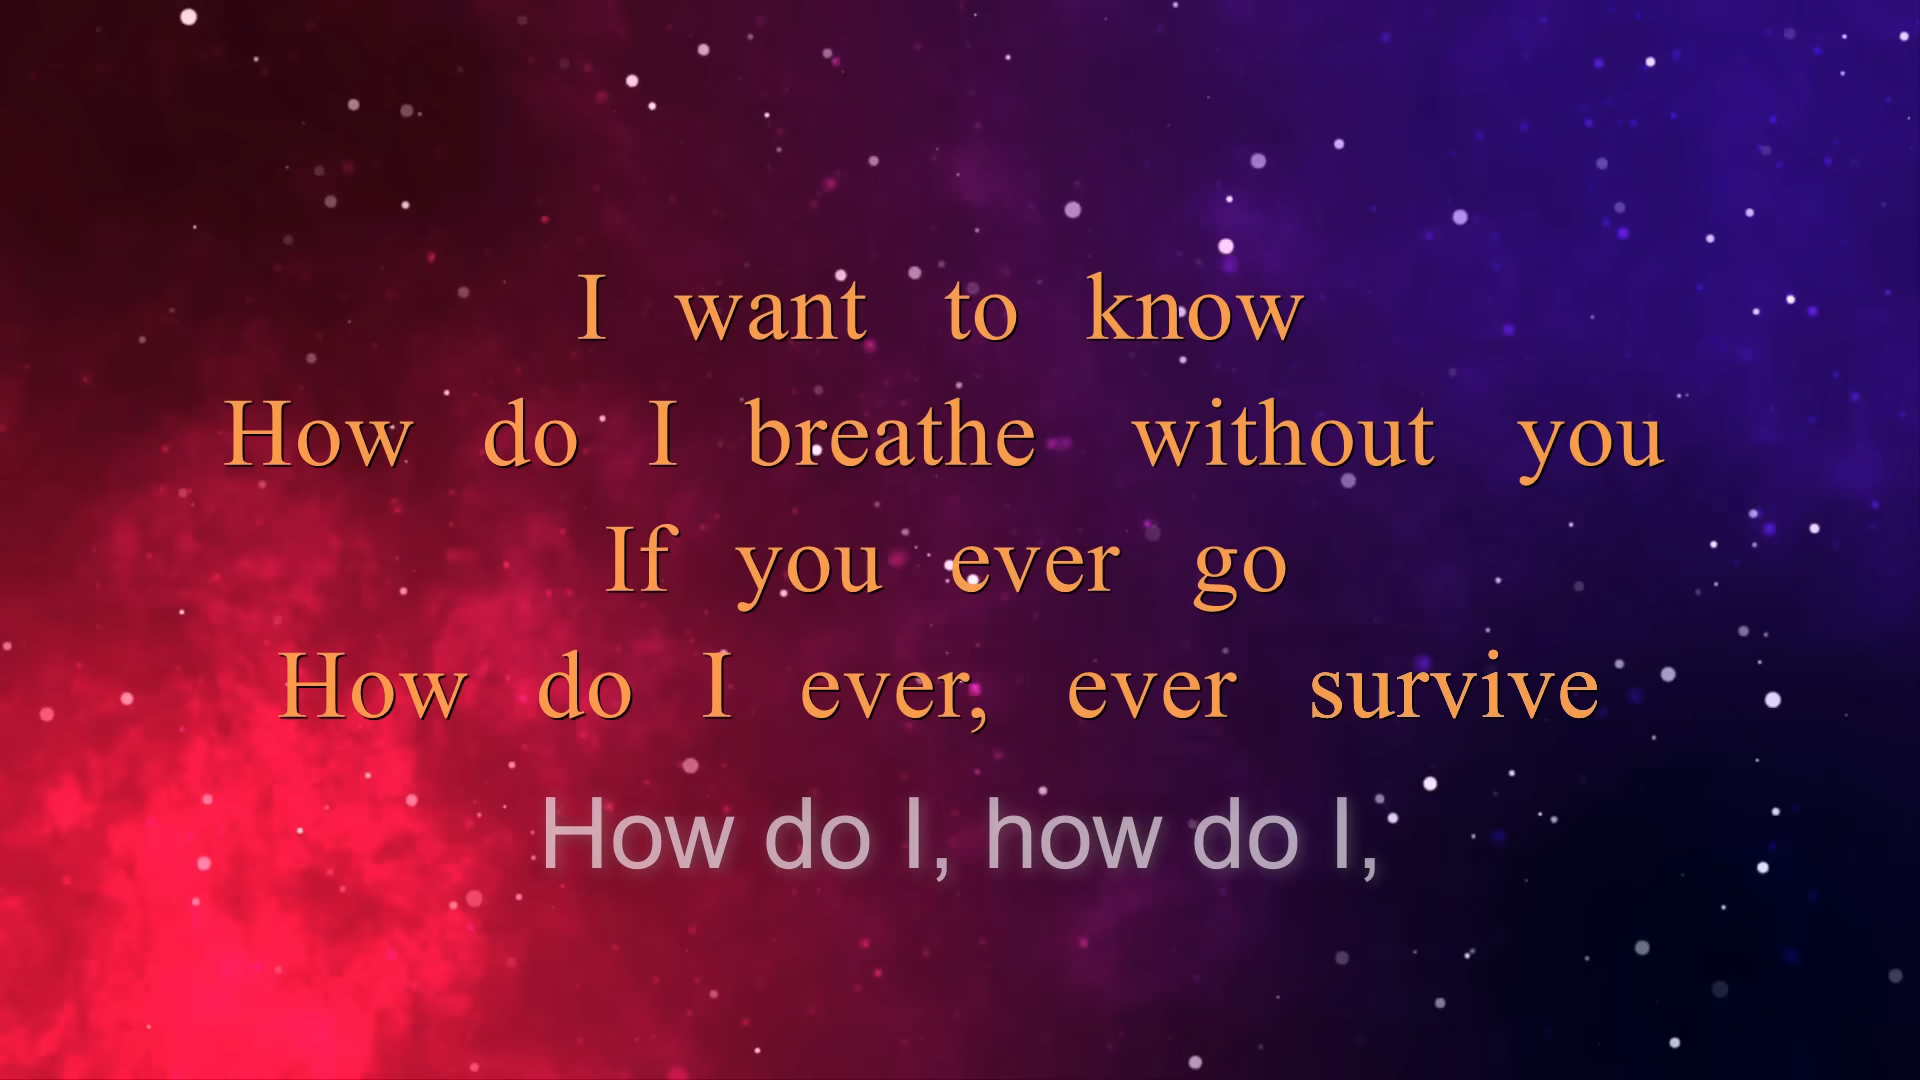 I want to know
How do I breathe without you
If you ever go
How do I ever, ever survive
How do I, how do I,